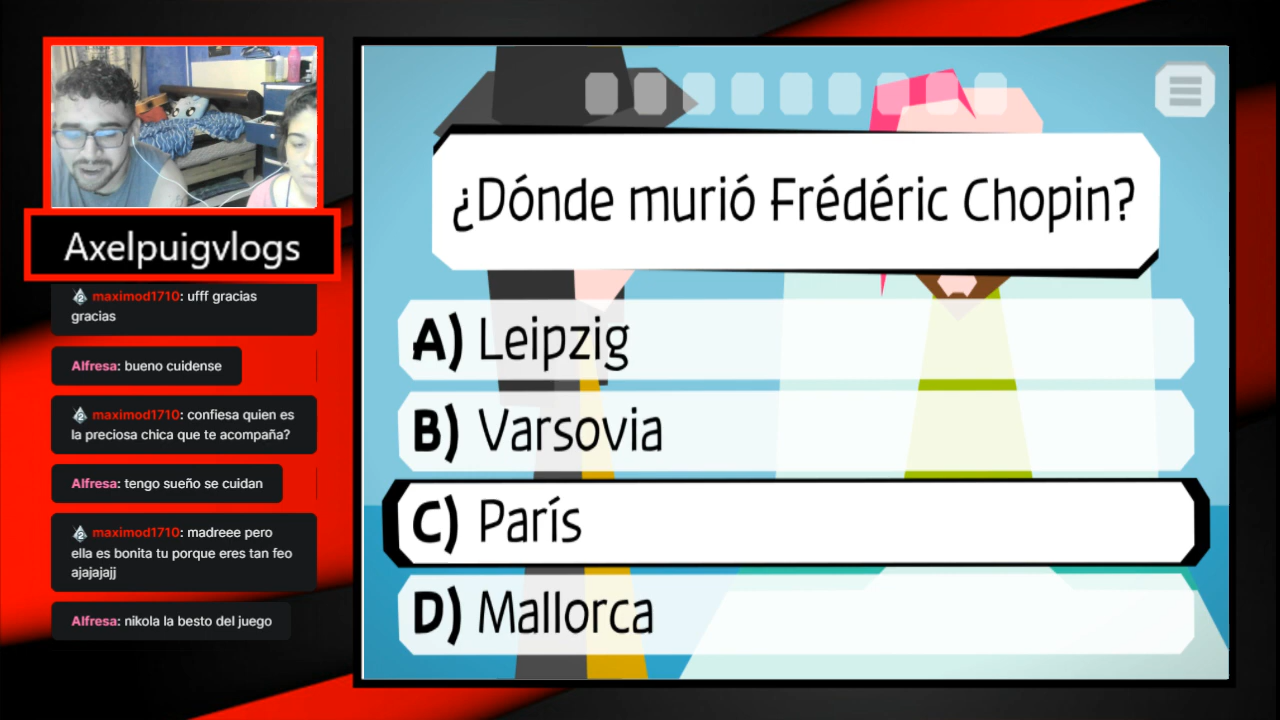 Axelpuigvlogs
maximod1710: ufff gracias
gracias
Alfresa: bueno cuidense
maximod1710: confiesa quien es
la preciosa chica que te acompaña?
Alfresa: tengo sueño se cuidan
maximod1710: madreee pero
ella es bonita tu porque eres tan feo
ajajajajj
Alfresa: nikola la besto del juego
¿Dónde murió Frédéric Chopin?
A) Leipzig
B) Varsovia
C) París
D) Mallorca